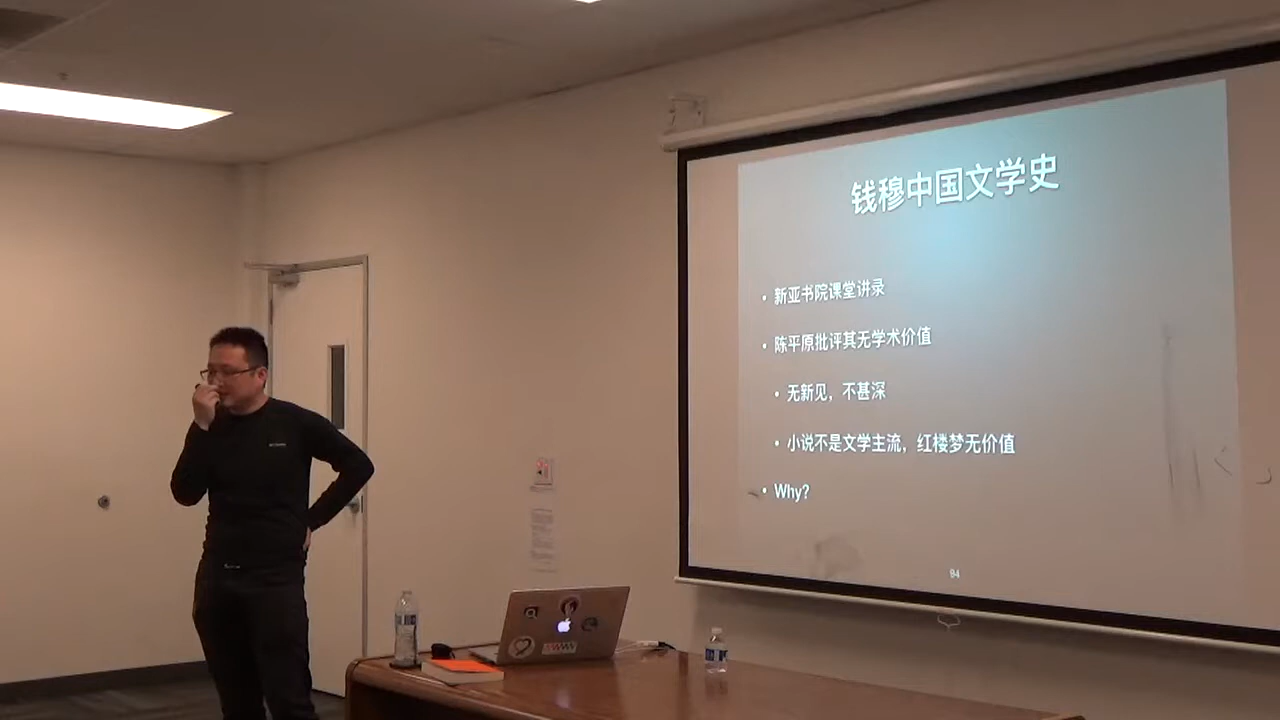 钱穆中国文学史
• 新亚书院课堂讲录
• 陈平原批评其无学术价值
• 无新见，不甚深
• 小说不是文学主流，红楼梦无价值
• Why?
94